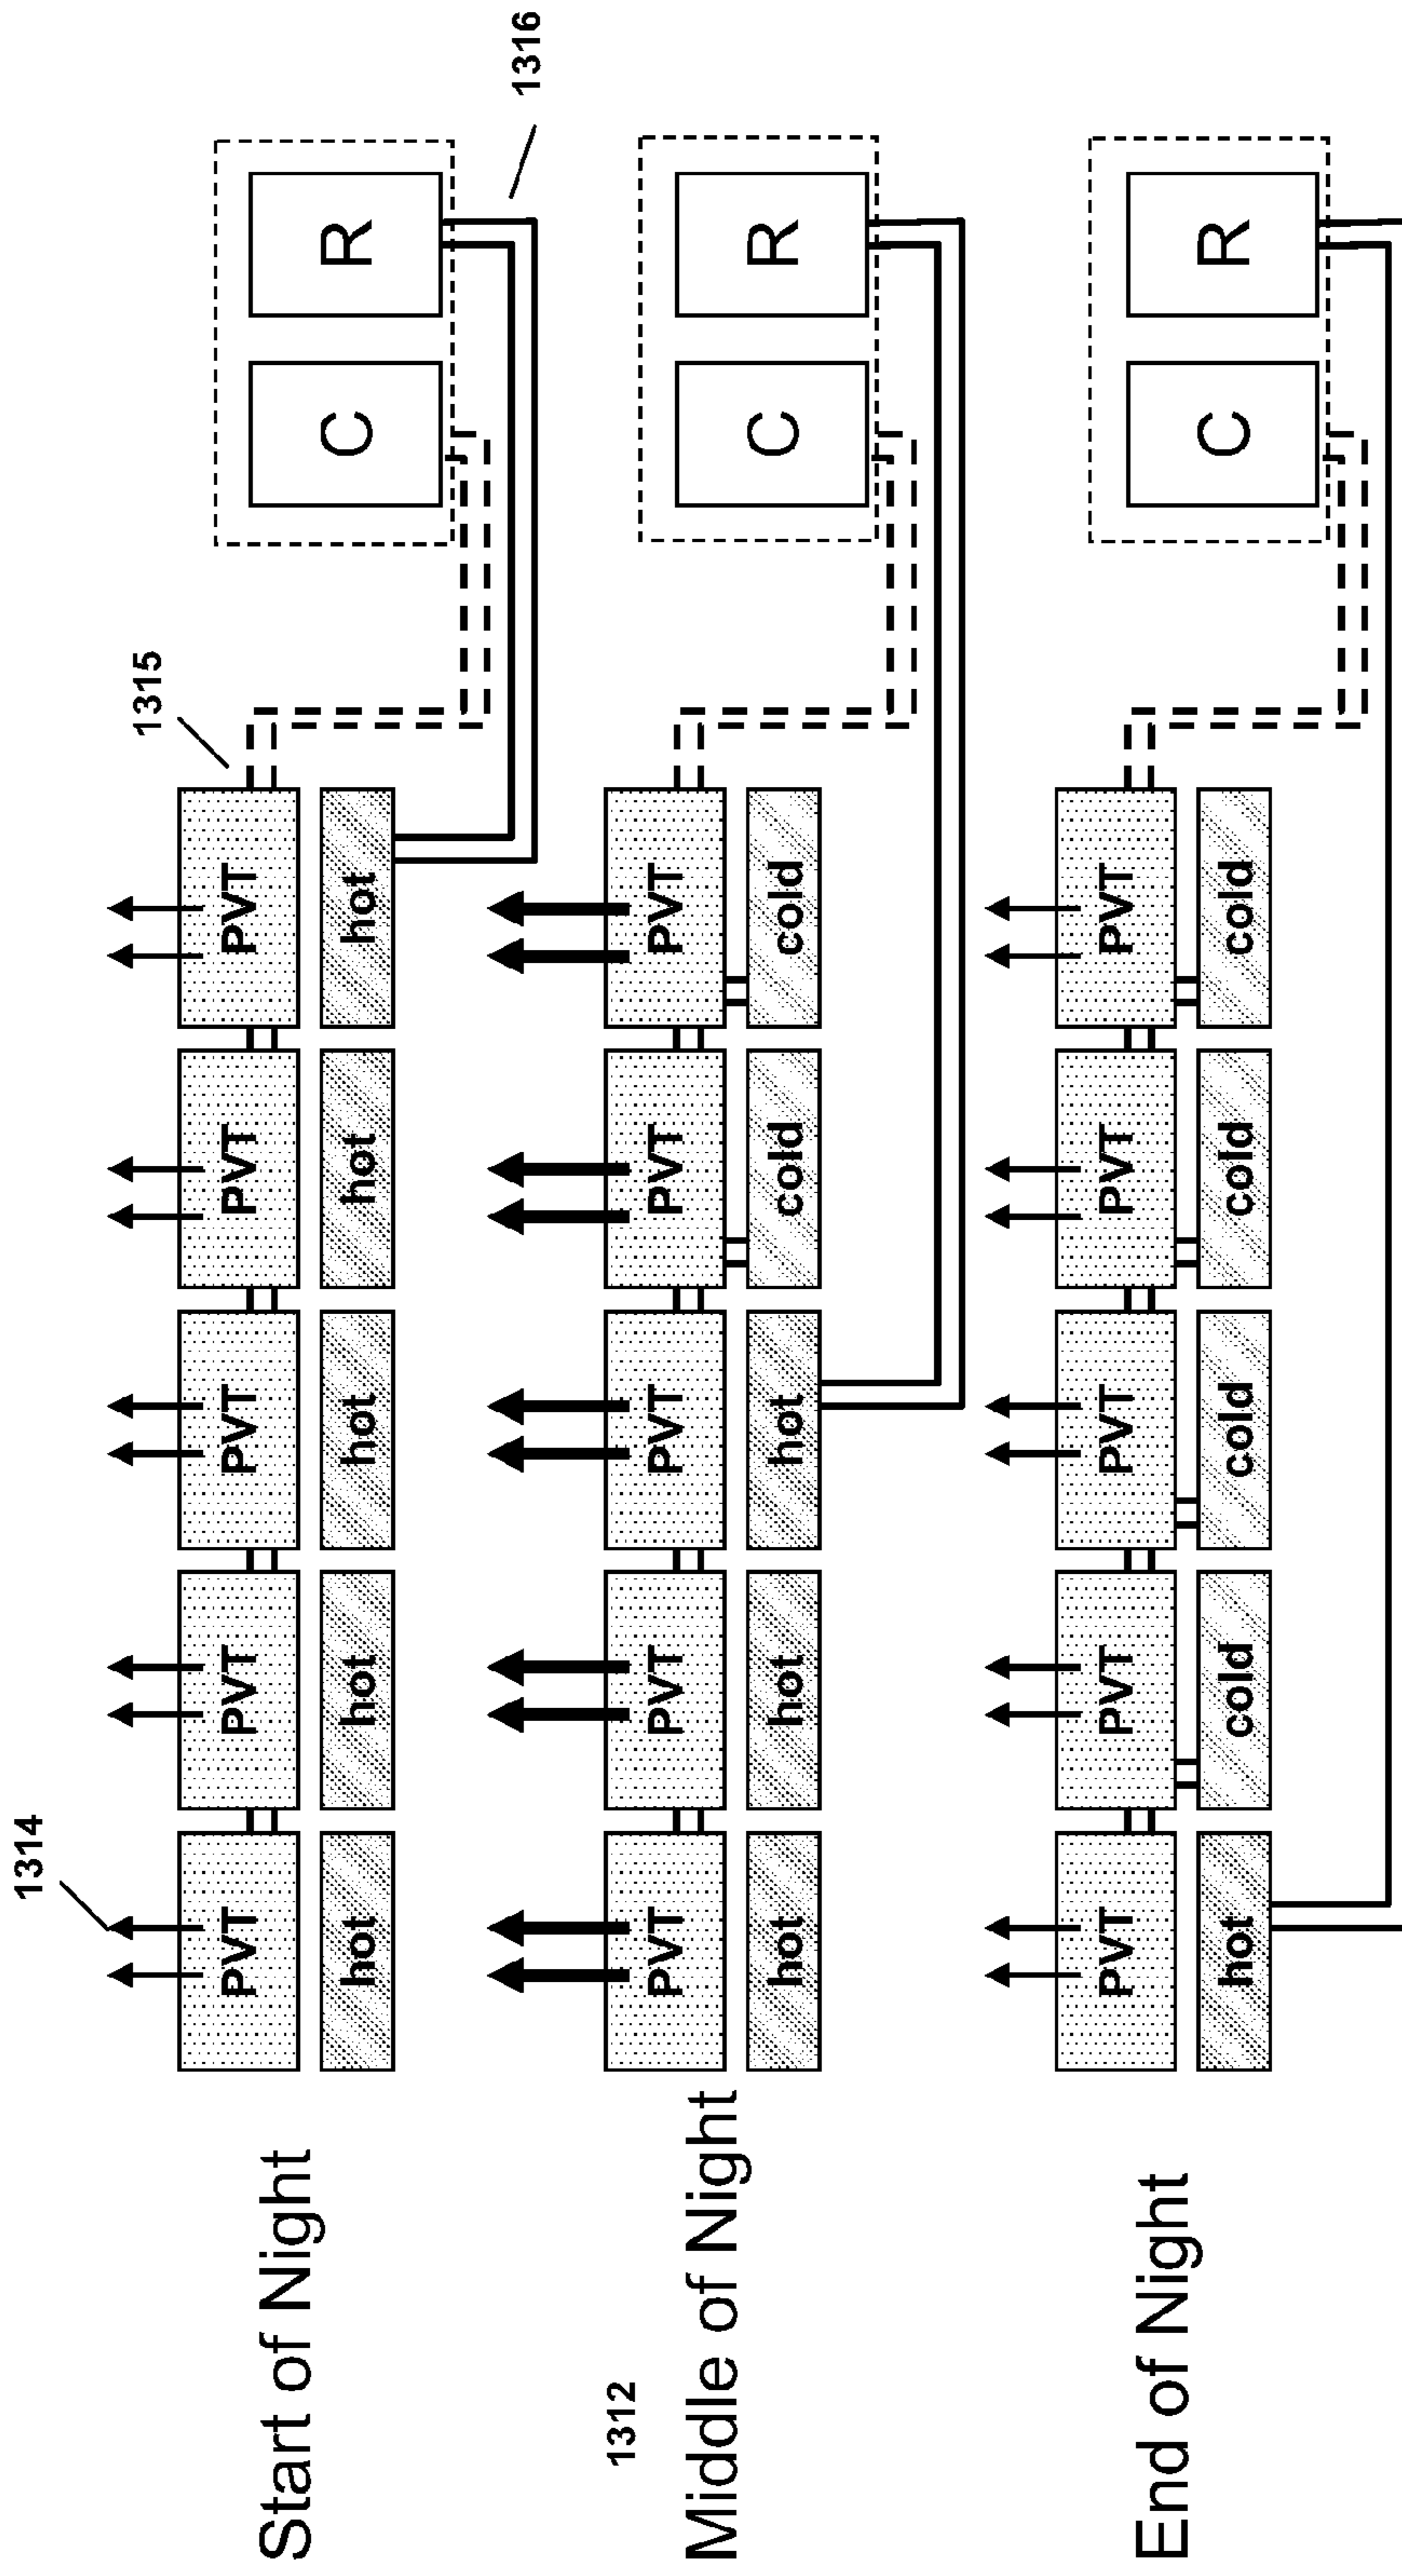 1314
1315
1316
PVT PVT PVT PVT PVT
C R
Start of Night
hot hot hot hot hot
1312
PVT PVT PVT PVT PVT
C R
Middle of Night
hot hot hot cold cold
PVT PVT PVT PVT PVT
C R
End of Night
hot cold cold cold cold